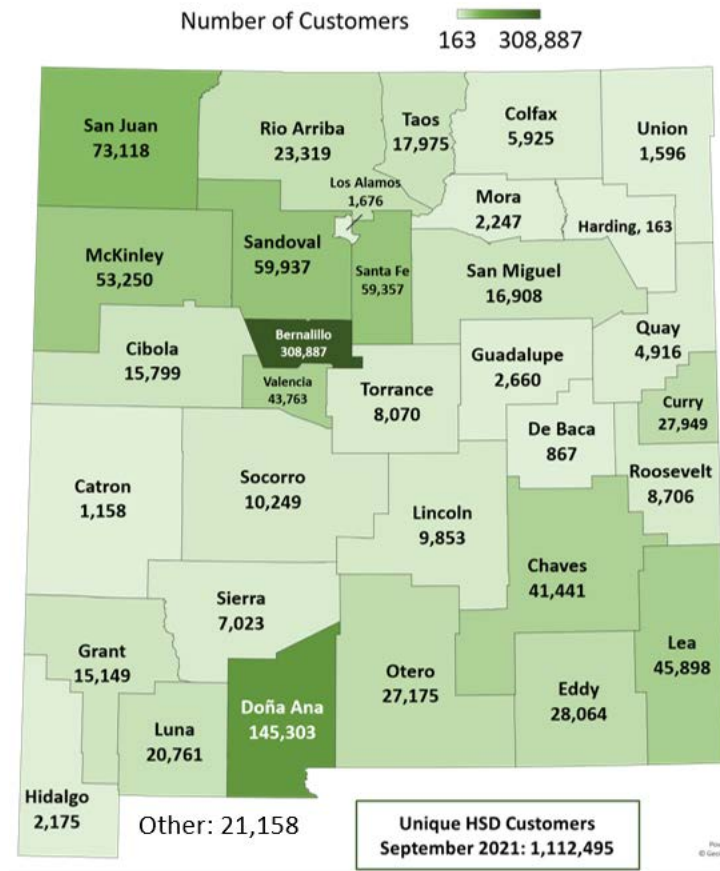 Number of Customers
163 308,887
San Juan
73,118
Rio Arriba
23,319
Taos
17,975
Colfax
5,925
Union
1,596
Los Alamos
1,676
Mora
2,247
Harding, 163
McKinley
53,250
Sandoval
59,937
Santa Fe
59,357
San Miguel
16,908
Quay
4,916
Cibola
15,799
Bernalillo
308,887
Valencia
43,763
Torrance
8,070
Guadalupe
2,660
Curry
27,949
De Baca
867
Roosevelt
8,706
Catron
1,158
Socorro
10,249
Lincoln
9,853
Chaves
41,441
Sierra
7,023
Grant
15,149
Lea
45,898
Otero
27,175
Eddy
28,064
Doña Ana
145,303
Luna
20,761
Hidalgo
2,175
Other: 21,158
Unique HSD Customers
September 2021: 1,112,495